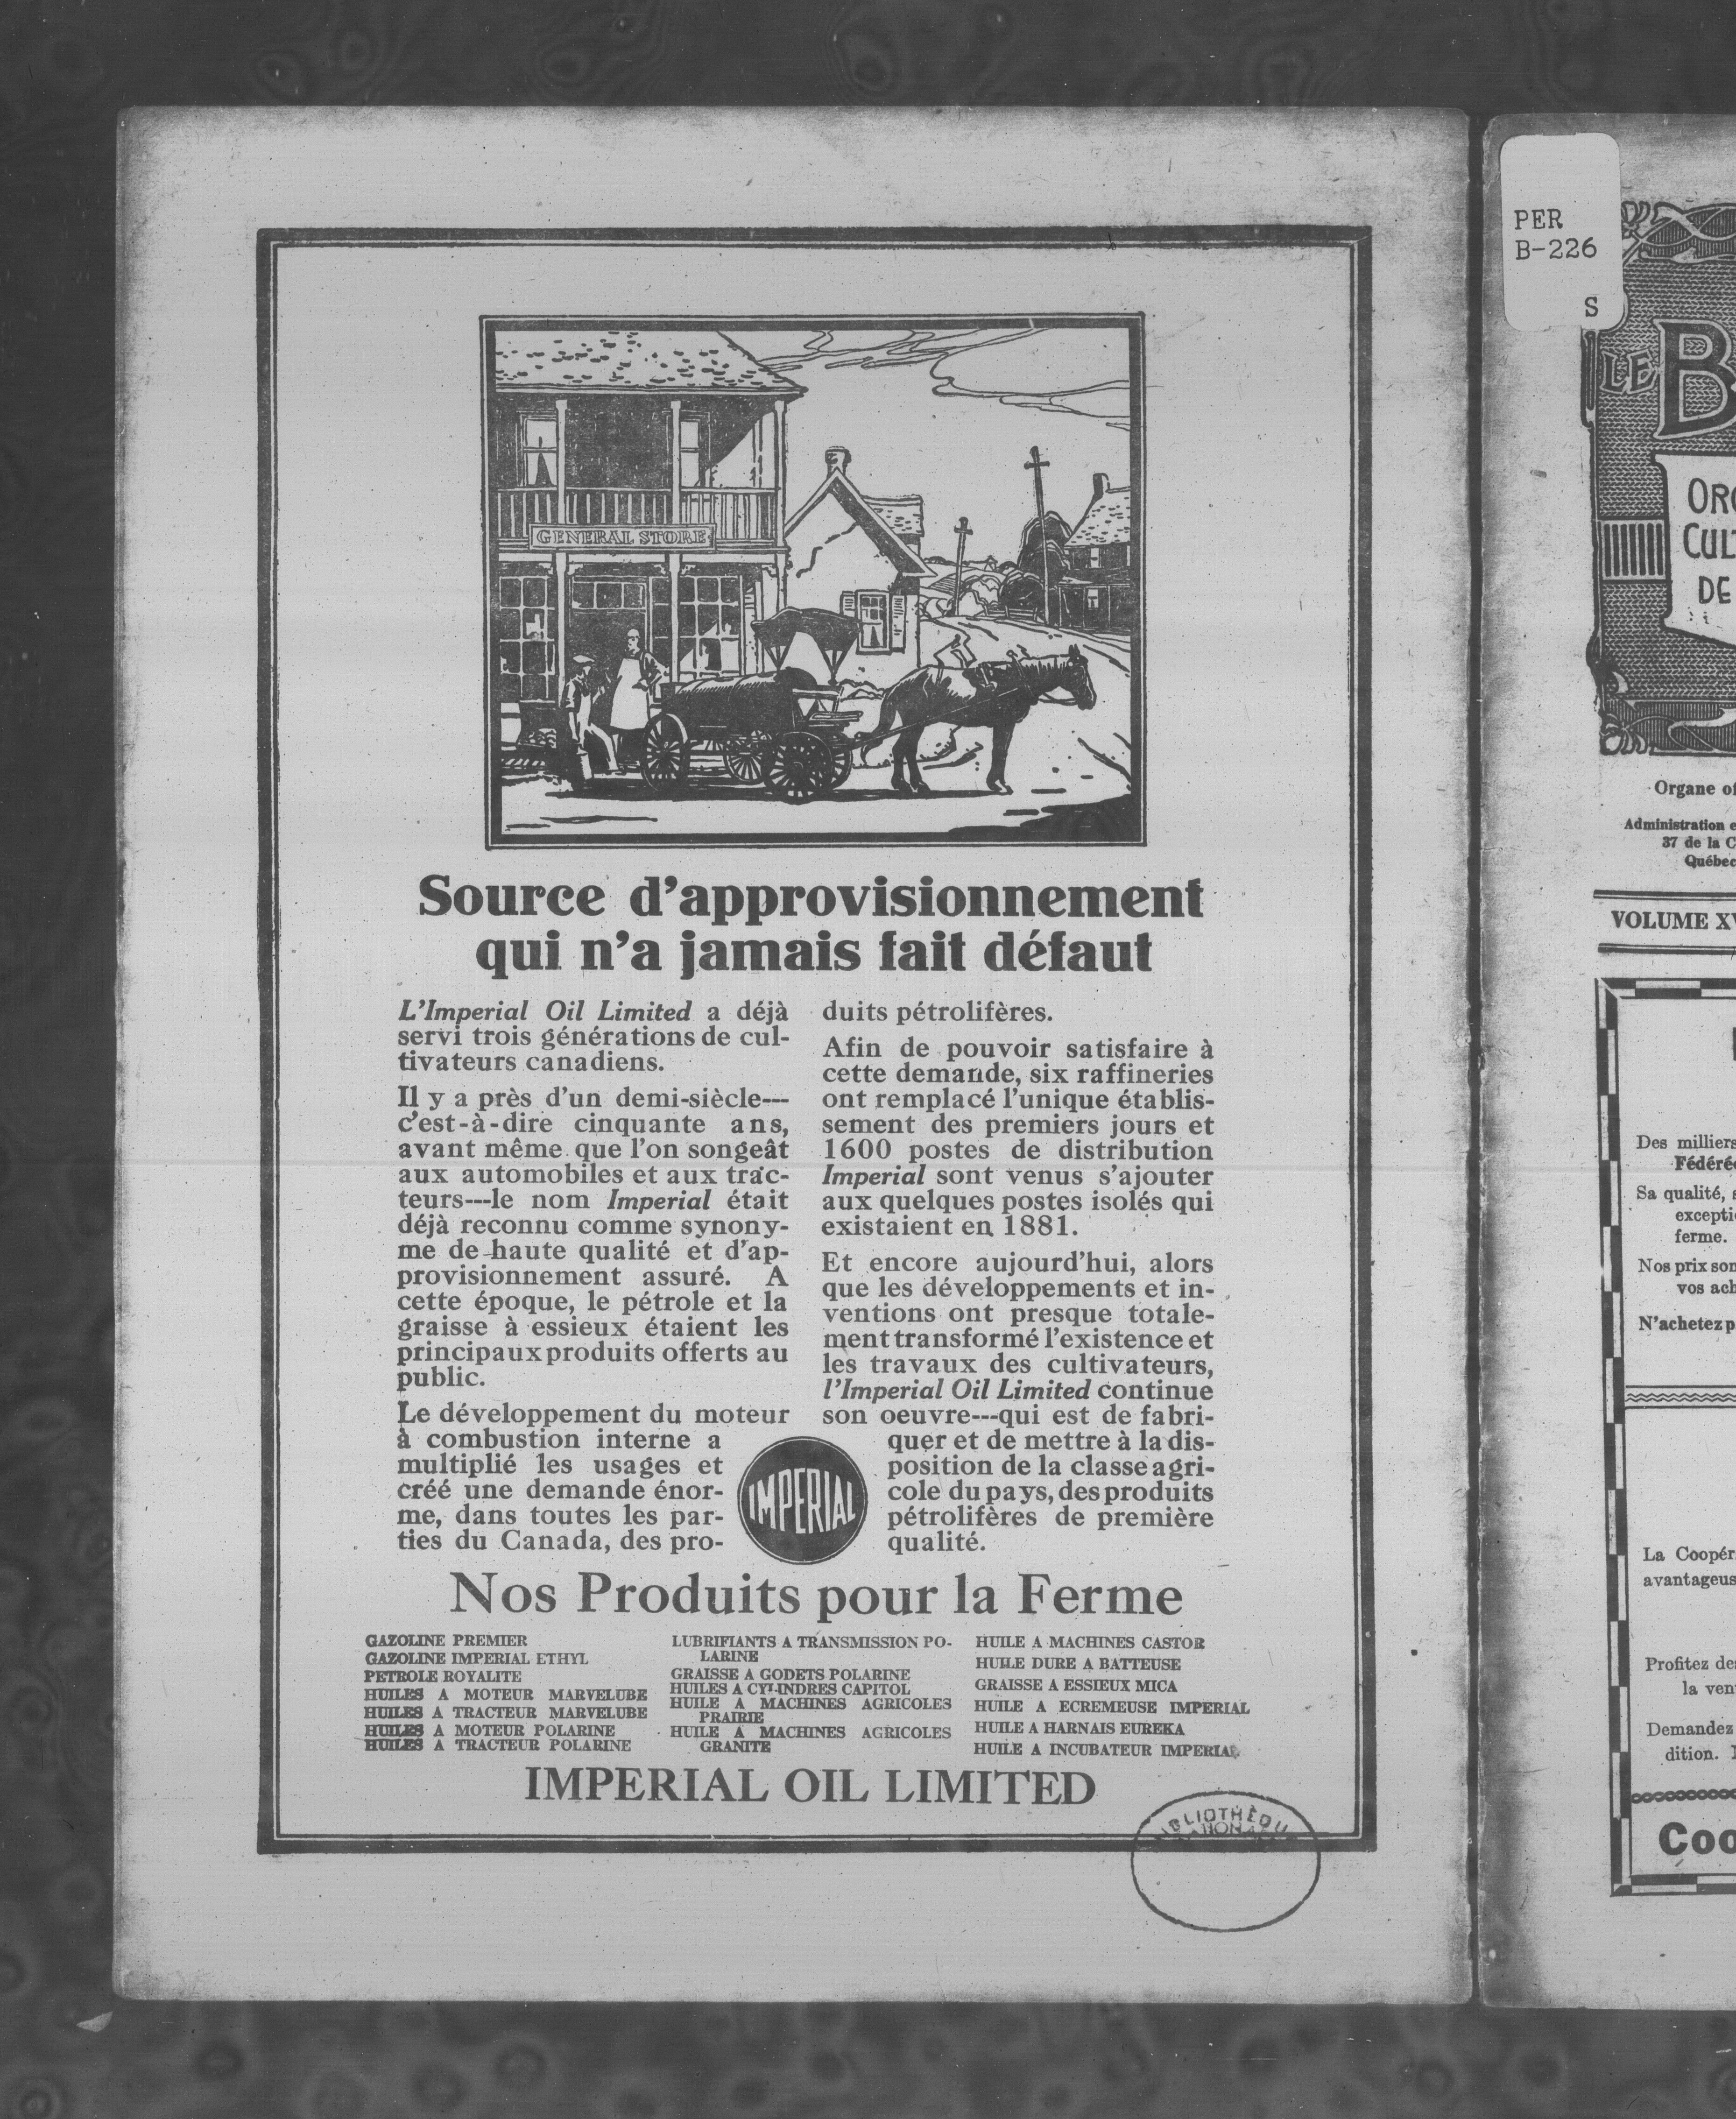 GENERAL STORE
Source d'approvisionnement
qui n'a jamais fait défaut
L'Imperial Oil Limited a déjà
servi trois générations de cul-
tivateurs canadiens.
Il y a près d'un demi-siècle---
c'est-à-dire cinquante ans,
avant même que l'on songeât
aux automobiles et aux trac-
teurs---le nom Imperial était
déjà reconnu comme synony-
me de haute qualité et d'ap-
provisionnement assuré. A
cette époque, le pétrole et la
graisse à essieux étaient les
principaux produits offerts au
public.
Le développement du moteur
à combustion interne a
multiplié les usages et
créé une demande énor-
me, dans toutes les par-
ties du Canada, des pro-
duits pétrolifères.
Afin de pouvoir satisfaire à
cette demande, six raffineries
ont remplacé l'unique établis-
sement des premiers jours et
1600 postes de distribution
Imperial sont venus s'ajouter
aux quelques postes isolés qui
existaient en 1881.
Et encore aujourd'hui, alors
que les développements et in-
ventions ont presque totale-
ment transformé l'existence et
les travaux des cultivateurs,
l'Imperial Oil Limited continue
son oeuvre---qui est de fabri-
quer et de mettre à la dis-
position de la classe agri-
cole du pays, des produits
pétrolifères de première
qualité.
IMPERIAL
Nos Produits pour la Ferme
GAZOLINE PREMIER
GAZOLINE IMPERIAL ETHYL
PETROLE ROYALITE
HUILES A MOTEUR MARVELUBE
HUILES A TRACTEUR MARVELUBE
HUILES A MOTEUR POLARINE
HUILES A TRACTEUR POLARINE
LUBRIFIANTS A TRANSMISSION PO-
LARINE
GRAISSE A GODETS POLARINE
HUILES A CYLINDRES CAPITOL
HUILE A MACHINES AGRICOLES
PRAIRIE
HUILE A MACHINES AGRICOLES
GRANITE
HUILE A MACHINES CASTOR
HUILE DURE A BATTEUSE
GRAISSE A ESSIEUX MICA
HUILE A ECREMEUSE IMPERIAL
HUILE A HARNAIS EUREKA
HUILE A INCUBATEUR IMPERIAL
IMPERIAL OIL LIMITED
PER
B-226
S
LE B
DE
Organe
Administration
37 de la
Québec
VOLUME
Des milliers
Fédérée
Sa qualité,
ferme.
Nos prix
vos
N'achetez
La
Profitez
la
Demandez
dition.